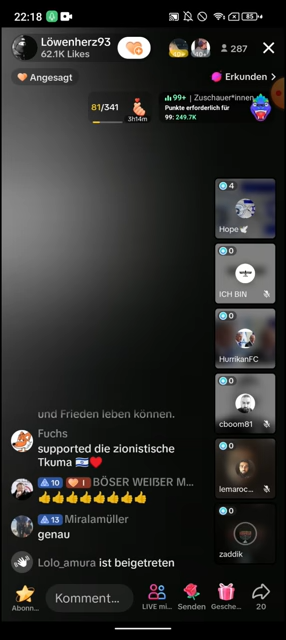 22:18
85
Löwenherz93
62.1K Likes
287
Angesagt
Erkunden >
81/341
3h14m
99+ | Zuschauer*innen
Punkte erforderlich für
99: 249.7K
4
Hope
0
ICH BIN
0
HurrikanFC
0
cboom81
0
lemaroc...
0
zaddik
und Frieden leben können.
Fuchs
supported die zionistische
Tkuma 🇮🇱❤️
10 I BÖSER WEIßER M...
👍👍👍👍👍👍👍👍
13 Miralamüller
genau
Lolo_amura ist beigetreten
Abonn...
Komment...
LIVE mi...
Senden
Gesche...
20